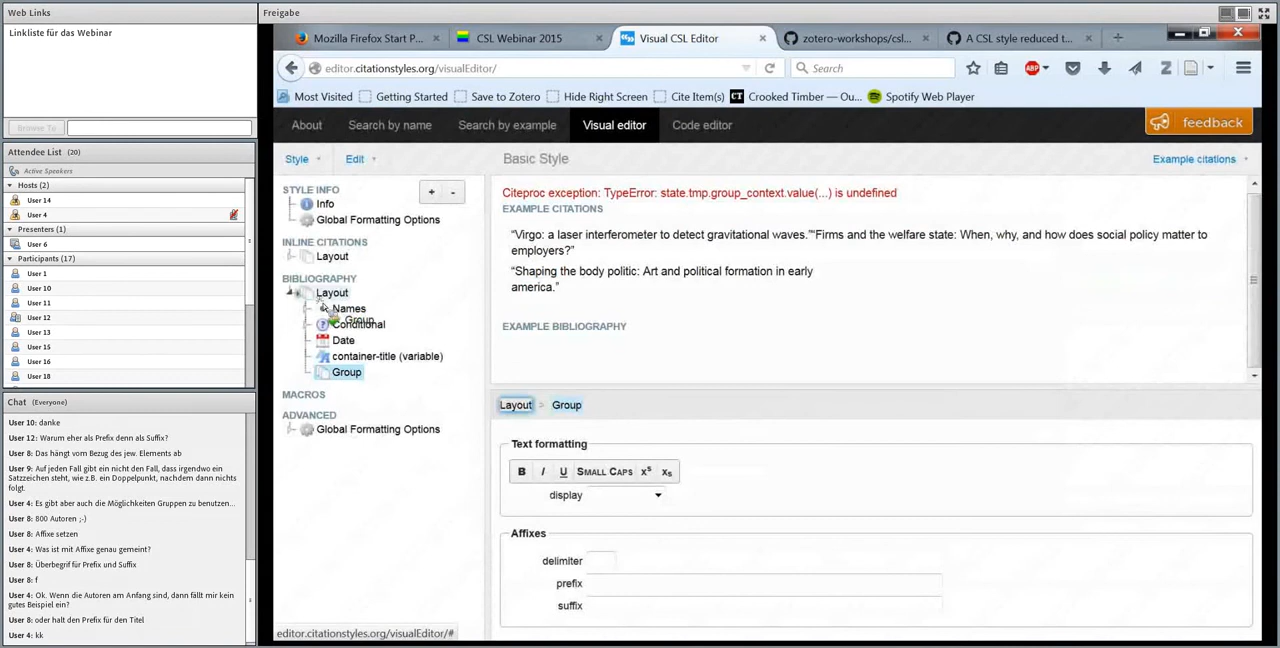 Web Links
Linkliste für das Webinar
Browse To
Attendee List (20)
Active Speakers
Hosts (2)
User 14
User 4
Presenters (1)
User 6
Participants (17)
User 1
User 10
User 11
User 12
User 13
User 15
User 16
User 18
Chat (Everyone)
User 10: danke
User 12: Warum eher als Prefix denn als Suffix?
User 8: Das hängt vom Bezug des jew. Elements ab
User 9: Auf jeden Fall gibt ein nicht den Fall, dass irgendwo ein
Satzzeichen steht, wie z.B. ein Doppelpunkt, nachdem dann nichts
folgt.
User 4: Es gibt aber auch die Möglichkeiten Gruppen zu benutzen...
User 8: 800 Autoren ;-)
User 8: Affixe setzen
User 4: Was ist mit Affixe genau gemeint?
User 8: Überbegriff für Prefix und Suffix
User 8: f
User 4: Ok. Wenn die Autoren am Anfang sind, dann fällt mir kein
gutes Beispiel ein?
User 8: oder halt den Prefix für den Titel
User 4: kk
Freigabe
Mozilla Firefox Start P...
CSL Webinar 2015
Visual CSL Editor
zotero-workshops/csl...
A CSL style reduced t...
editor.citationstyles.org/visualEditor/
Search
ABP
Most Visited
Getting Started
Save to Zotero
Hide Right Screen
Cite Item(s)
CT Crooked Timber — Ou...
Spotify Web Player
About
Search by name
Search by example
Visual editor
Code editor
feedback
Style
Edit
Basic Style
Example citations
STYLE INFO
+ -
Info
Global Formatting Options
INLINE CITATIONS
Layout
BIBLIOGRAPHY
Layout
Names
Group
Conditional
Date
container-title (variable)
Group
MACROS
ADVANCED
Global Formatting Options
Citeproc exception: TypeError: state.tmp.group_context.value(...) is undefined
EXAMPLE CITATIONS
“Virgo: a laser interferometer to detect gravitational waves.”“Firms and the welfare state: When, why, and how does social policy matter to
employers?”
“Shaping the body politic: Art and political formation in early
america.”
EXAMPLE BIBLIOGRAPHY
Layout > Group
Text formatting
B I U SMALL CAPS x^s x_s
display
Affixes
delimiter
prefix
suffix
editor.citationstyles.org/visualEditor/#